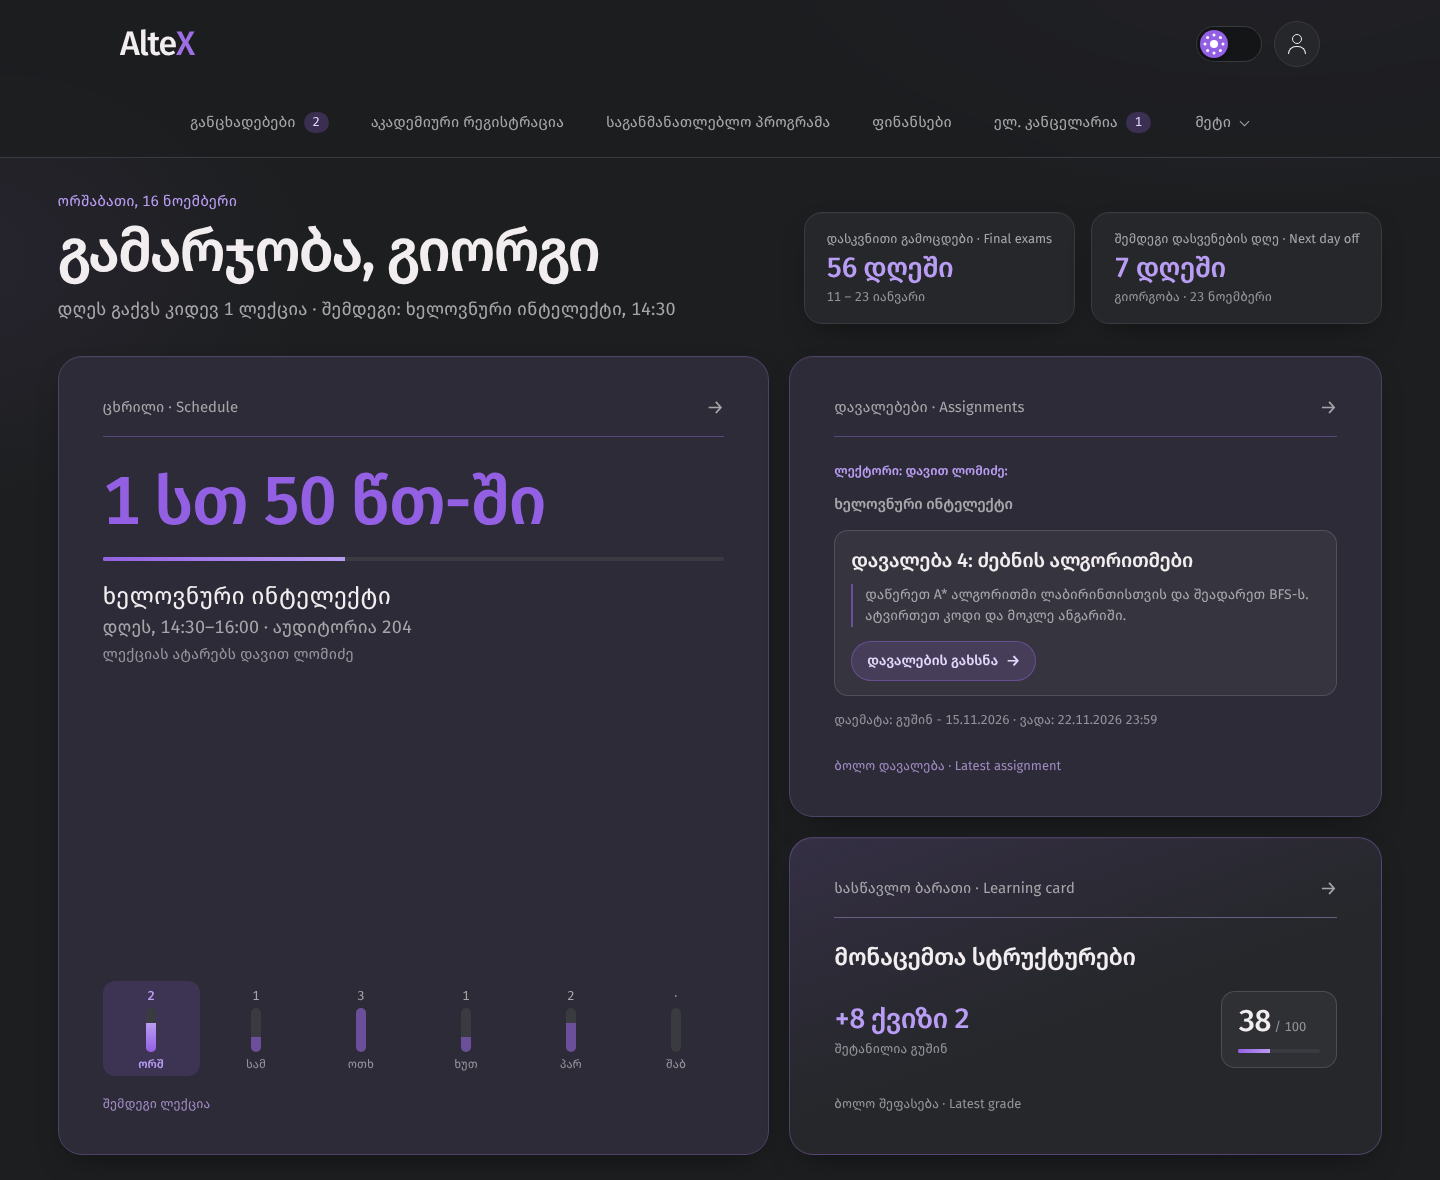 AlteX
განცხადებები 2
აკადემიური რეგისტრაცია
საგანმანათლებლო პროგრამა
ფინანსები
ელ. კანცელარია 1
მეტი
ორშაბათი, 16 ნოემბერი
გამარჯობა, გიორგი
დღეს გაქვს კიდევ 1 ლექცია · შემდეგი: ხელოვნური ინტელექტი, 14:30
დასკვნითი გამოცდები · Final exams
56 დღეში
11 – 23 იანვარი
შემდეგი დასვენების დღე · Next day off
7 დღეში
გიორგობა · 23 ნოემბერი
ცხრილი · Schedule
1 სთ 50 წთ-ში
ხელოვნური ინტელექტი
დღეს, 14:30–16:00 · აუდიტორია 204
ლექციას ატარებს დავით ლომიძე
2 1 3 1 2 ·
ორშ სამ ოთხ ხუთ პარ შაბ
შემდეგი ლექცია
დავალებები · Assignments
ლექტორი: დავით ლომიძე:
ხელოვნური ინტელექტი
დავალება 4: ძებნის ალგორითმები
დაწერეთ A* ალგორითმი ლაბირინთისთვის და შეადარეთ BFS-ს.
ატვირთეთ კოდი და მოკლე ანგარიში.
დავალების გახსნა →
დაემატა: გუშინ - 15.11.2026 · ვადა: 22.11.2026 23:59
ბოლო დავალება · Latest assignment
სასწავლო ბარათი · Learning card
მონაცემთა სტრუქტურები
+8 ქვიზი 2
შეტანილია გუშინ
38 / 100
ბოლო შეფასება · Latest grade